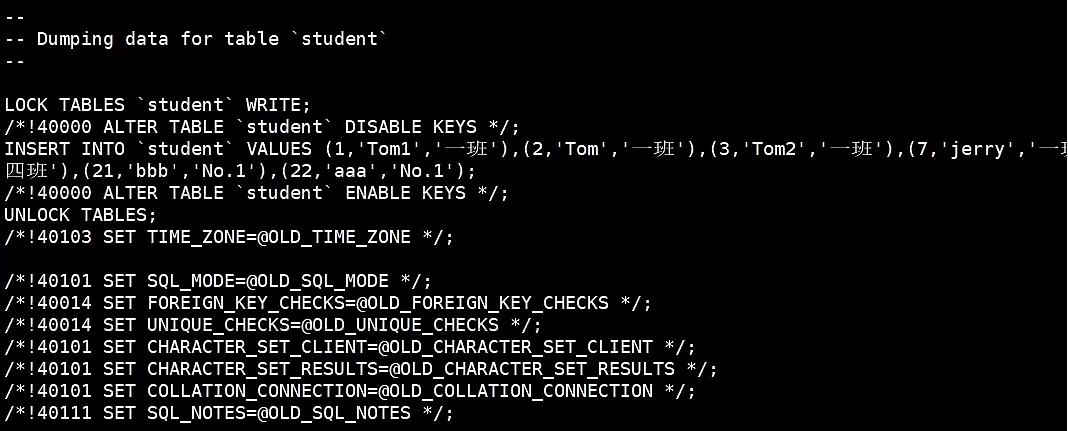 --
-- Dumping data for table `student`
--
LOCK TABLES `student` WRITE;
/*!40000 ALTER TABLE `student` DISABLE KEYS */;
INSERT INTO `student` VALUES (1,'Tom1','一班'),(2,'Tom','一班'),(3,'Tom2','一班'),(7,'jerry','一班
四班'),(21,'bbb','No.1'),(22,'aaa','No.1');
/*!40000 ALTER TABLE `student` ENABLE KEYS */;
UNLOCK TABLES;
/*!40103 SET TIME_ZONE=@OLD_TIME_ZONE */;
/*!40101 SET SQL_MODE=@OLD_SQL_MODE */;
/*!40014 SET FOREIGN_KEY_CHECKS=@OLD_FOREIGN_KEY_CHECKS */;
/*!40014 SET UNIQUE_CHECKS=@OLD_UNIQUE_CHECKS */;
/*!40101 SET CHARACTER_SET_CLIENT=@OLD_CHARACTER_SET_CLIENT */;
/*!40101 SET CHARACTER_SET_RESULTS=@OLD_CHARACTER_SET_RESULTS */;
/*!40101 SET COLLATION_CONNECTION=@OLD_COLLATION_CONNECTION */;
/*!40111 SET SQL_NOTES=@OLD_SQL_NOTES */;